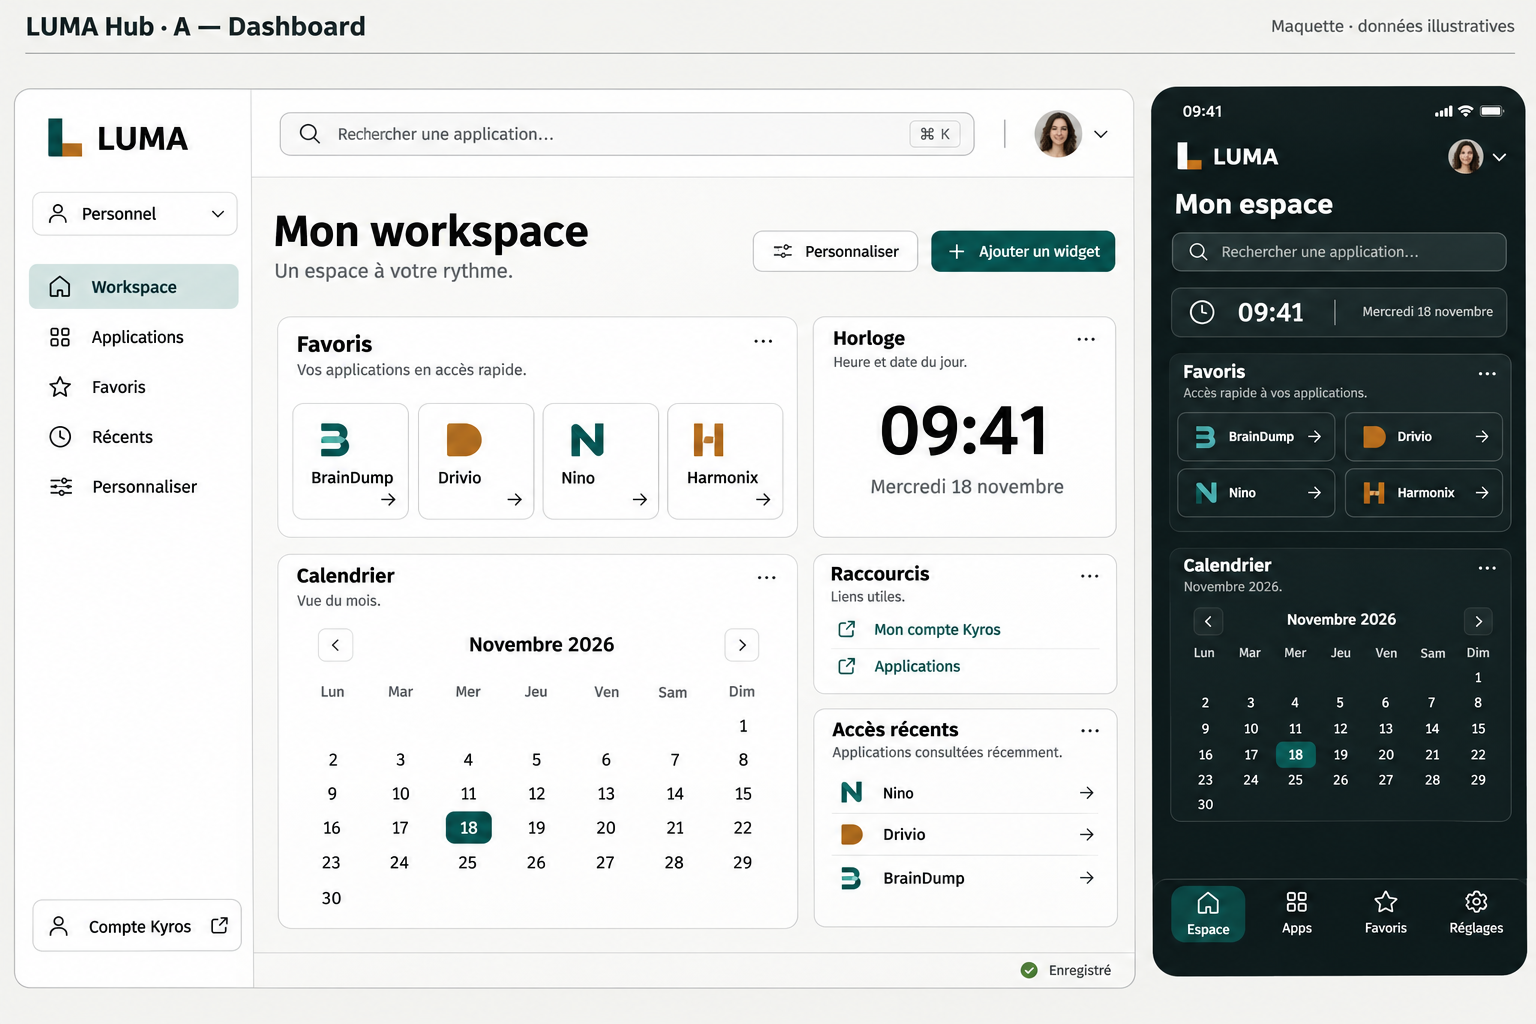 LUMA Hub · A — Dashboard
Maquette · données illustratives
LUMA
Personnel
Workspace
Applications
Favoris
Récents
Personnaliser
Compte Kyros
Rechercher une application...
⌘ K
Mon workspace
Un espace à votre rythme.
Personnaliser
Ajouter un widget
Favoris
Vos applications en accès rapide.
BrainDump
Drivio
Nino
Harmonix
Horloge
Heure et date du jour.
09:41
Mercredi 18 novembre
Calendrier
Vue du mois.
Novembre 2026
Lun Mar Mer Jeu Ven Sam Dim
1
2 3 4 5 6 7 8
9 10 11 12 13 14 15
16 17 18 19 20 21 22
23 24 25 26 27 28 29
30
Raccourcis
Liens utiles.
Mon compte Kyros
Applications
Accès récents
Applications consultées récemment.
Nino
Drivio
BrainDump
Enregistré
09:41
LUMA
Mon espace
Rechercher une application...
09:41
Mercredi 18 novembre
Favoris
Accès rapide à vos applications.
BrainDump
Drivio
Nino
Harmonix
Calendrier
Novembre 2026.
Novembre 2026
Lun Mar Mer Jeu Ven Sam Dim
1
2 3 4 5 6 7 8
9 10 11 12 13 14 15
16 17 18 19 20 21 22
23 24 25 26 27 28 29
30
Espace
Apps
Favoris
Réglages